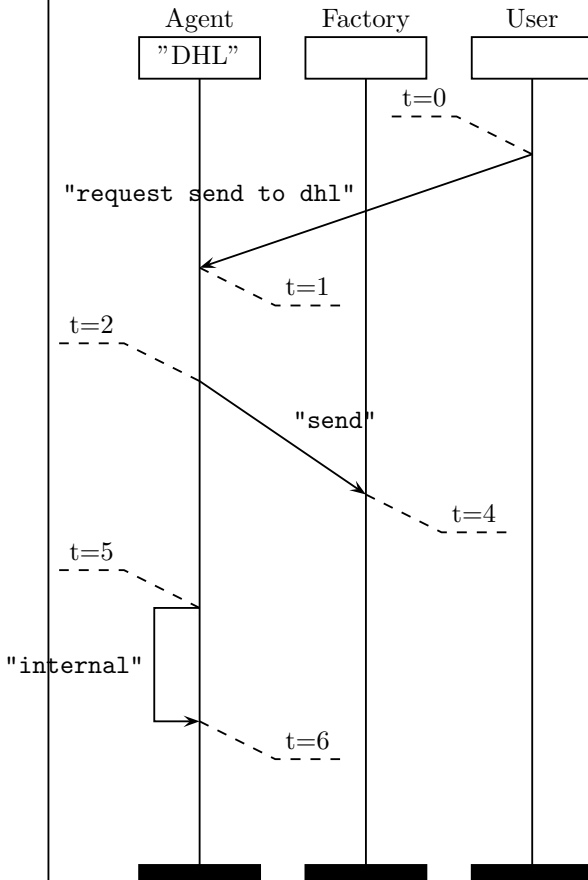 Agent Factory User
"DHL"
t=0
"request send to dhl"
t=1
t=2
"send"
t=4
t=5
"internal"
t=6